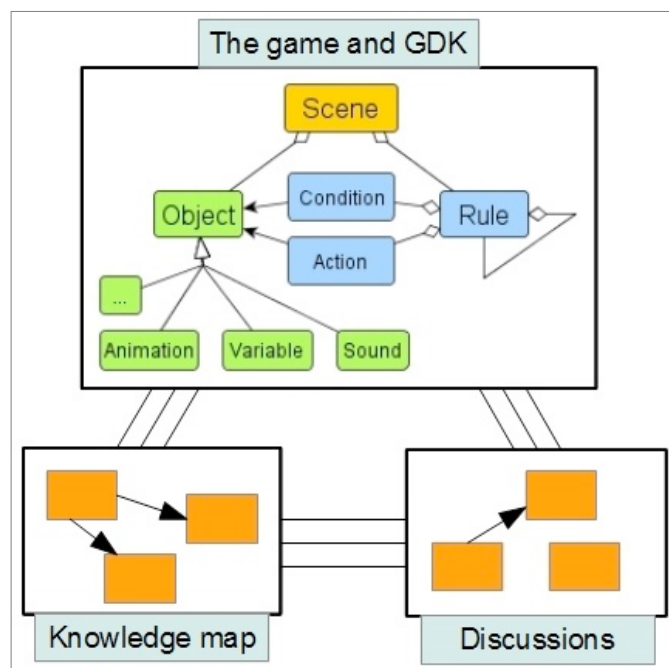 The game and GDK
Scene
Condition
Object
Rule
Action
...
Animation
Variable
Sound
Knowledge map
Discussions